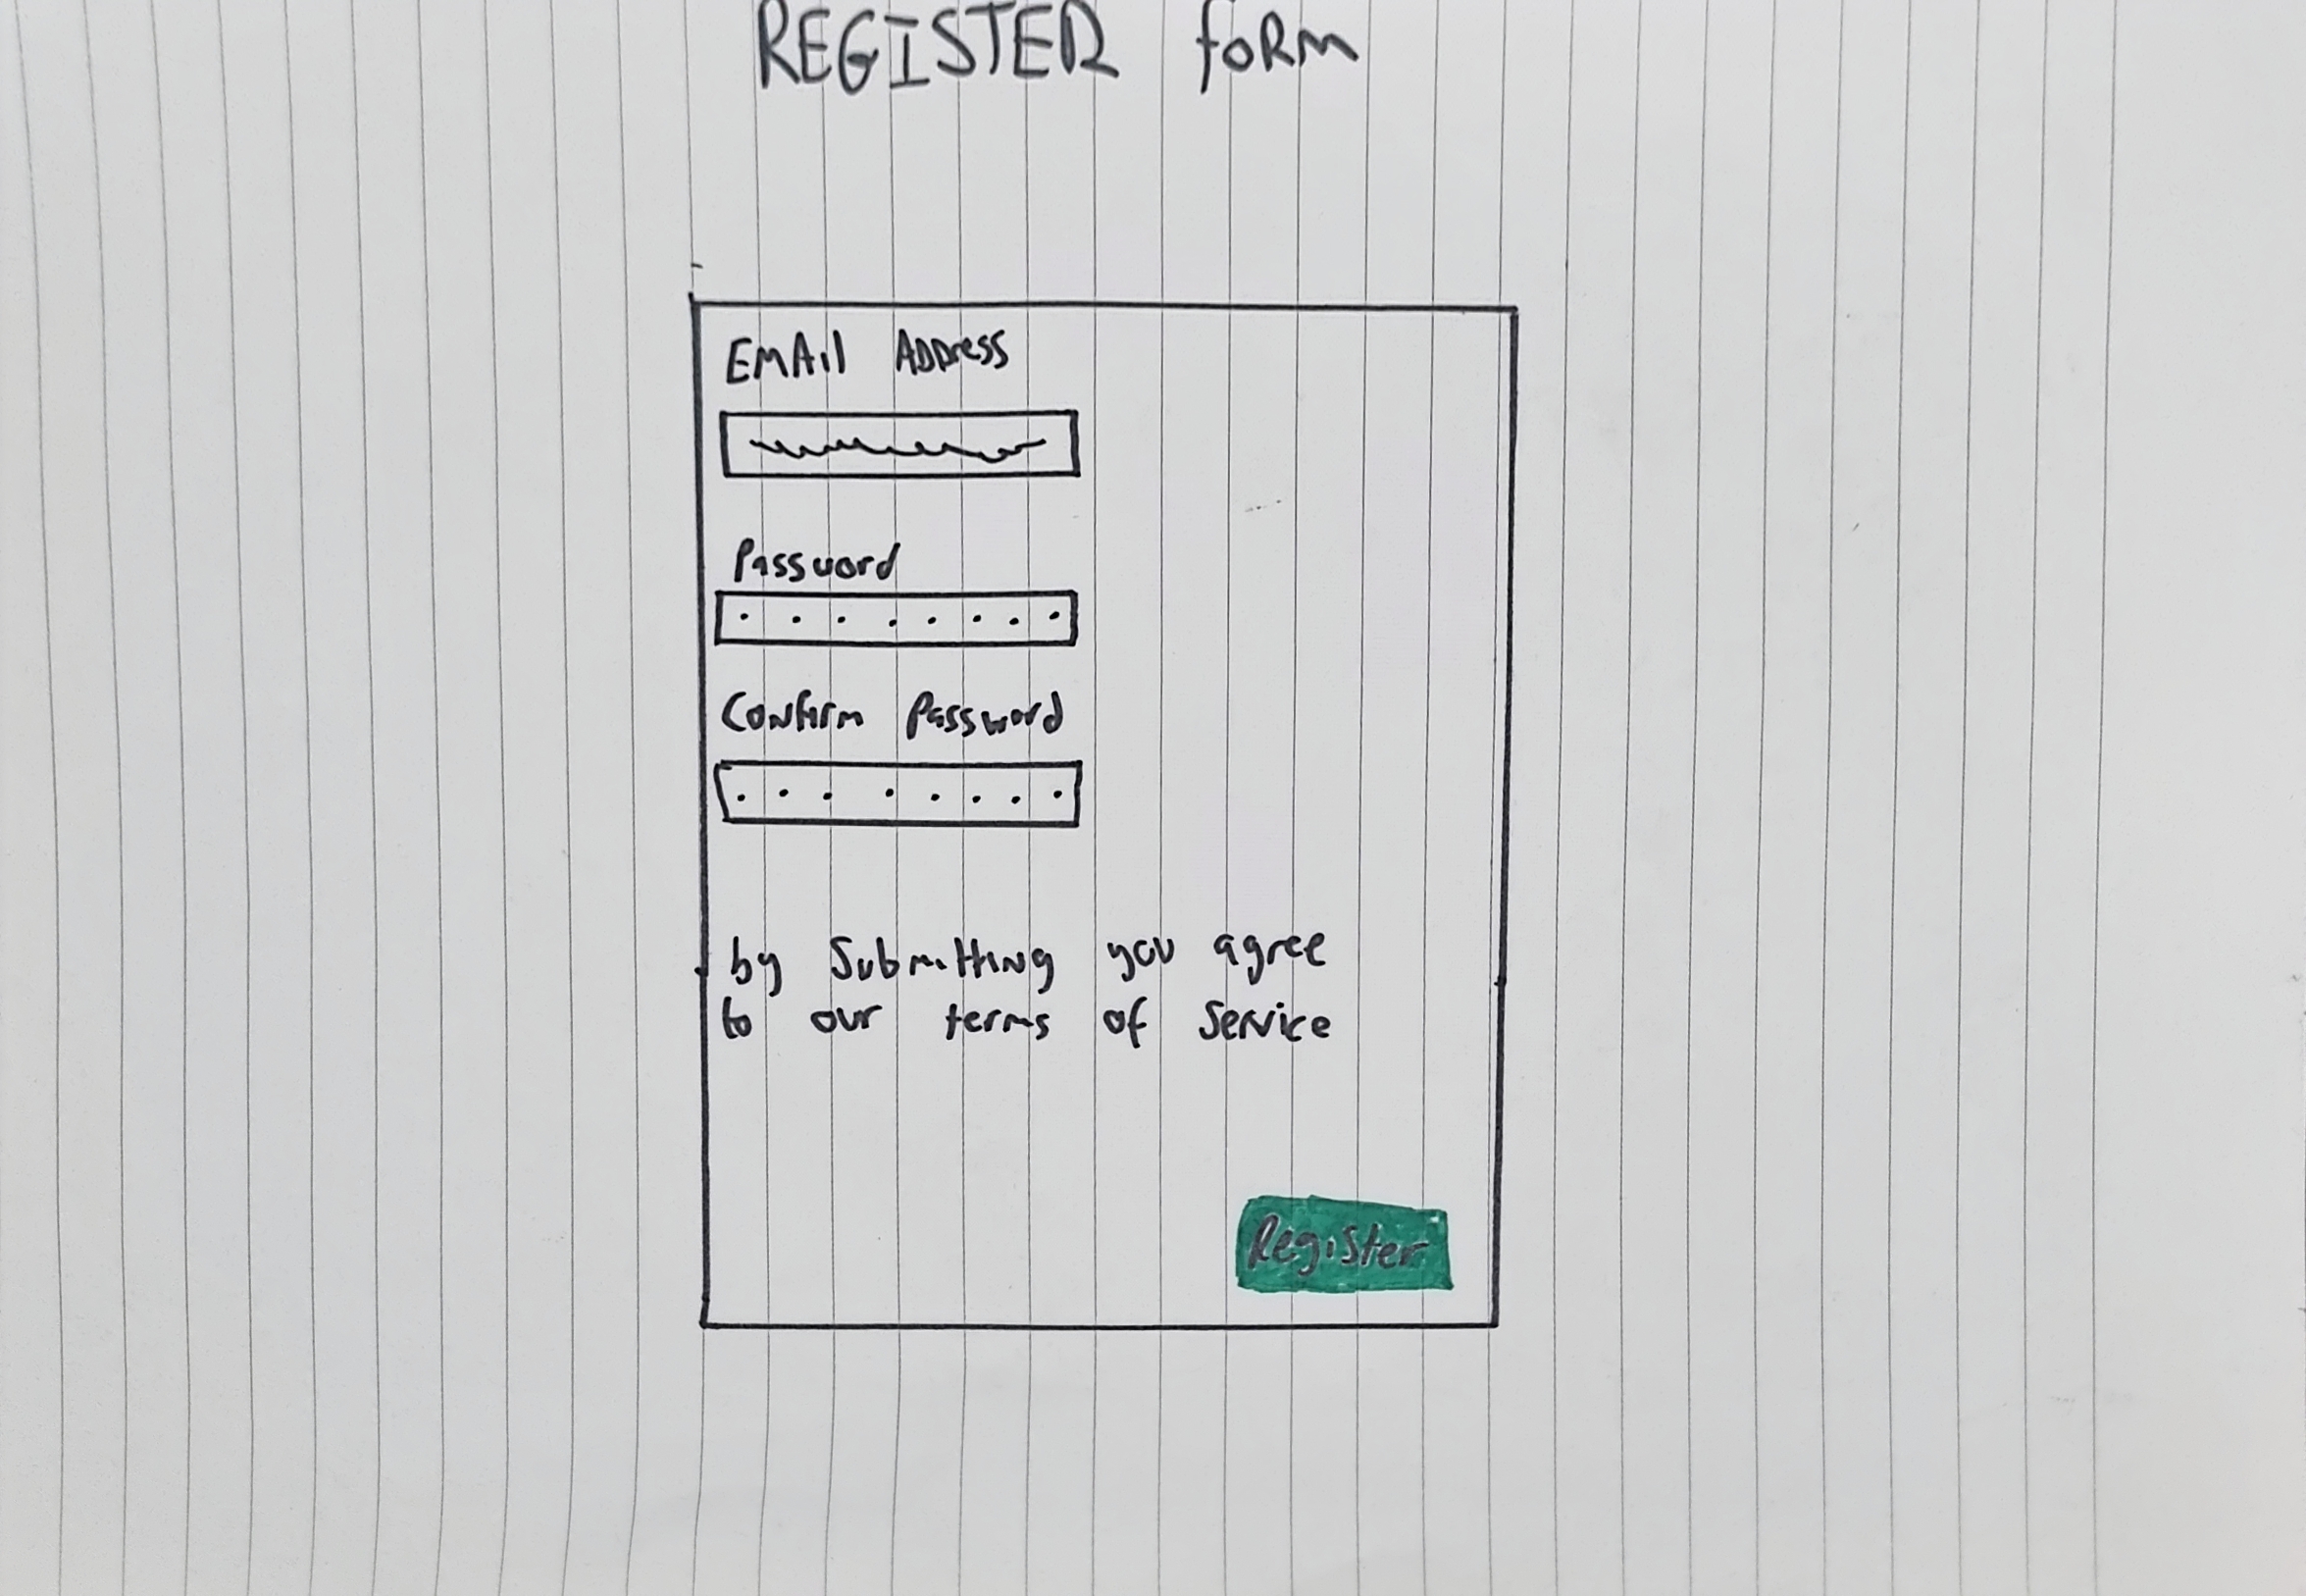 REGISTER foRm
EMAil ADDress
Password
Confirm Password
by Submitting you agree
to our terms of Service
Register